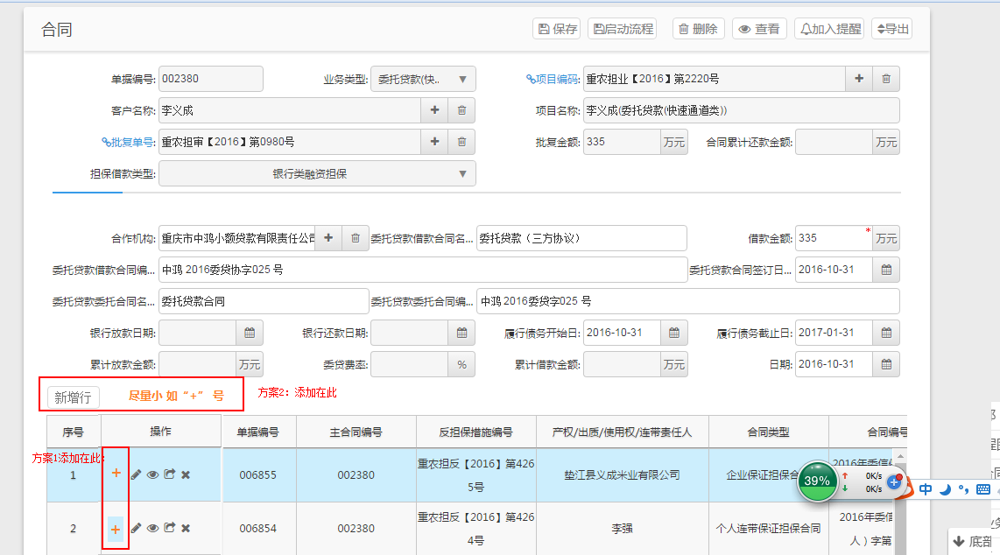 合同 保存 启动流程 删除 查看 加入提醒 导出
单据编号: 002380 业务类型: 委托贷款(快.. 项目编码: 重农担业【2016】第2220号
客户名称: 李义成 项目名称: 李义成(委托贷款(快速通道类))
批复单号: 重农担审【2016】第0980号 批复金额: 335 万元 合同累计还款金额: 万元
担保借款类型: 银行类融资担保
合作机构: 重庆市中鸿小额贷款有限责任公司 委托贷款借款合同名... 委托贷款（三方协议） 借款金额: 335 * 万元
委托贷款借款合同编... 中鸿 2016委贷协字025 号 委托贷款合同签订日... 2016-10-31
委托贷款委托合同名... 委托贷款合同 委托贷款委托合同编... 中鸿 2016委贷字025 号
银行放款日期: 银行还款日期: 履行债务开始日: 2016-10-31 履行债务截止日: 2017-01-31
累计放款金额: 万元 委贷费率: % 累计借款金额: 万元 日期: 2016-10-31
新增行 尽量小 如“+” 号 方案2：添加在此
序号 操作 单据编号 主合同编号 反担保措施编号 产权/出质/使用权/连带责任人 合同类型 合同编号
方案1添加在此:
1 + 006855 002380 重农担反【2016】第426 5号 垫江县义成米业有限公司 企业保证担保合
2 + 006854 002380 重农担反【2016】第426 4号 李强 个人连带保证担保合同 2016年委信 人）字第
39% 0K/s 0K/s 中
底部